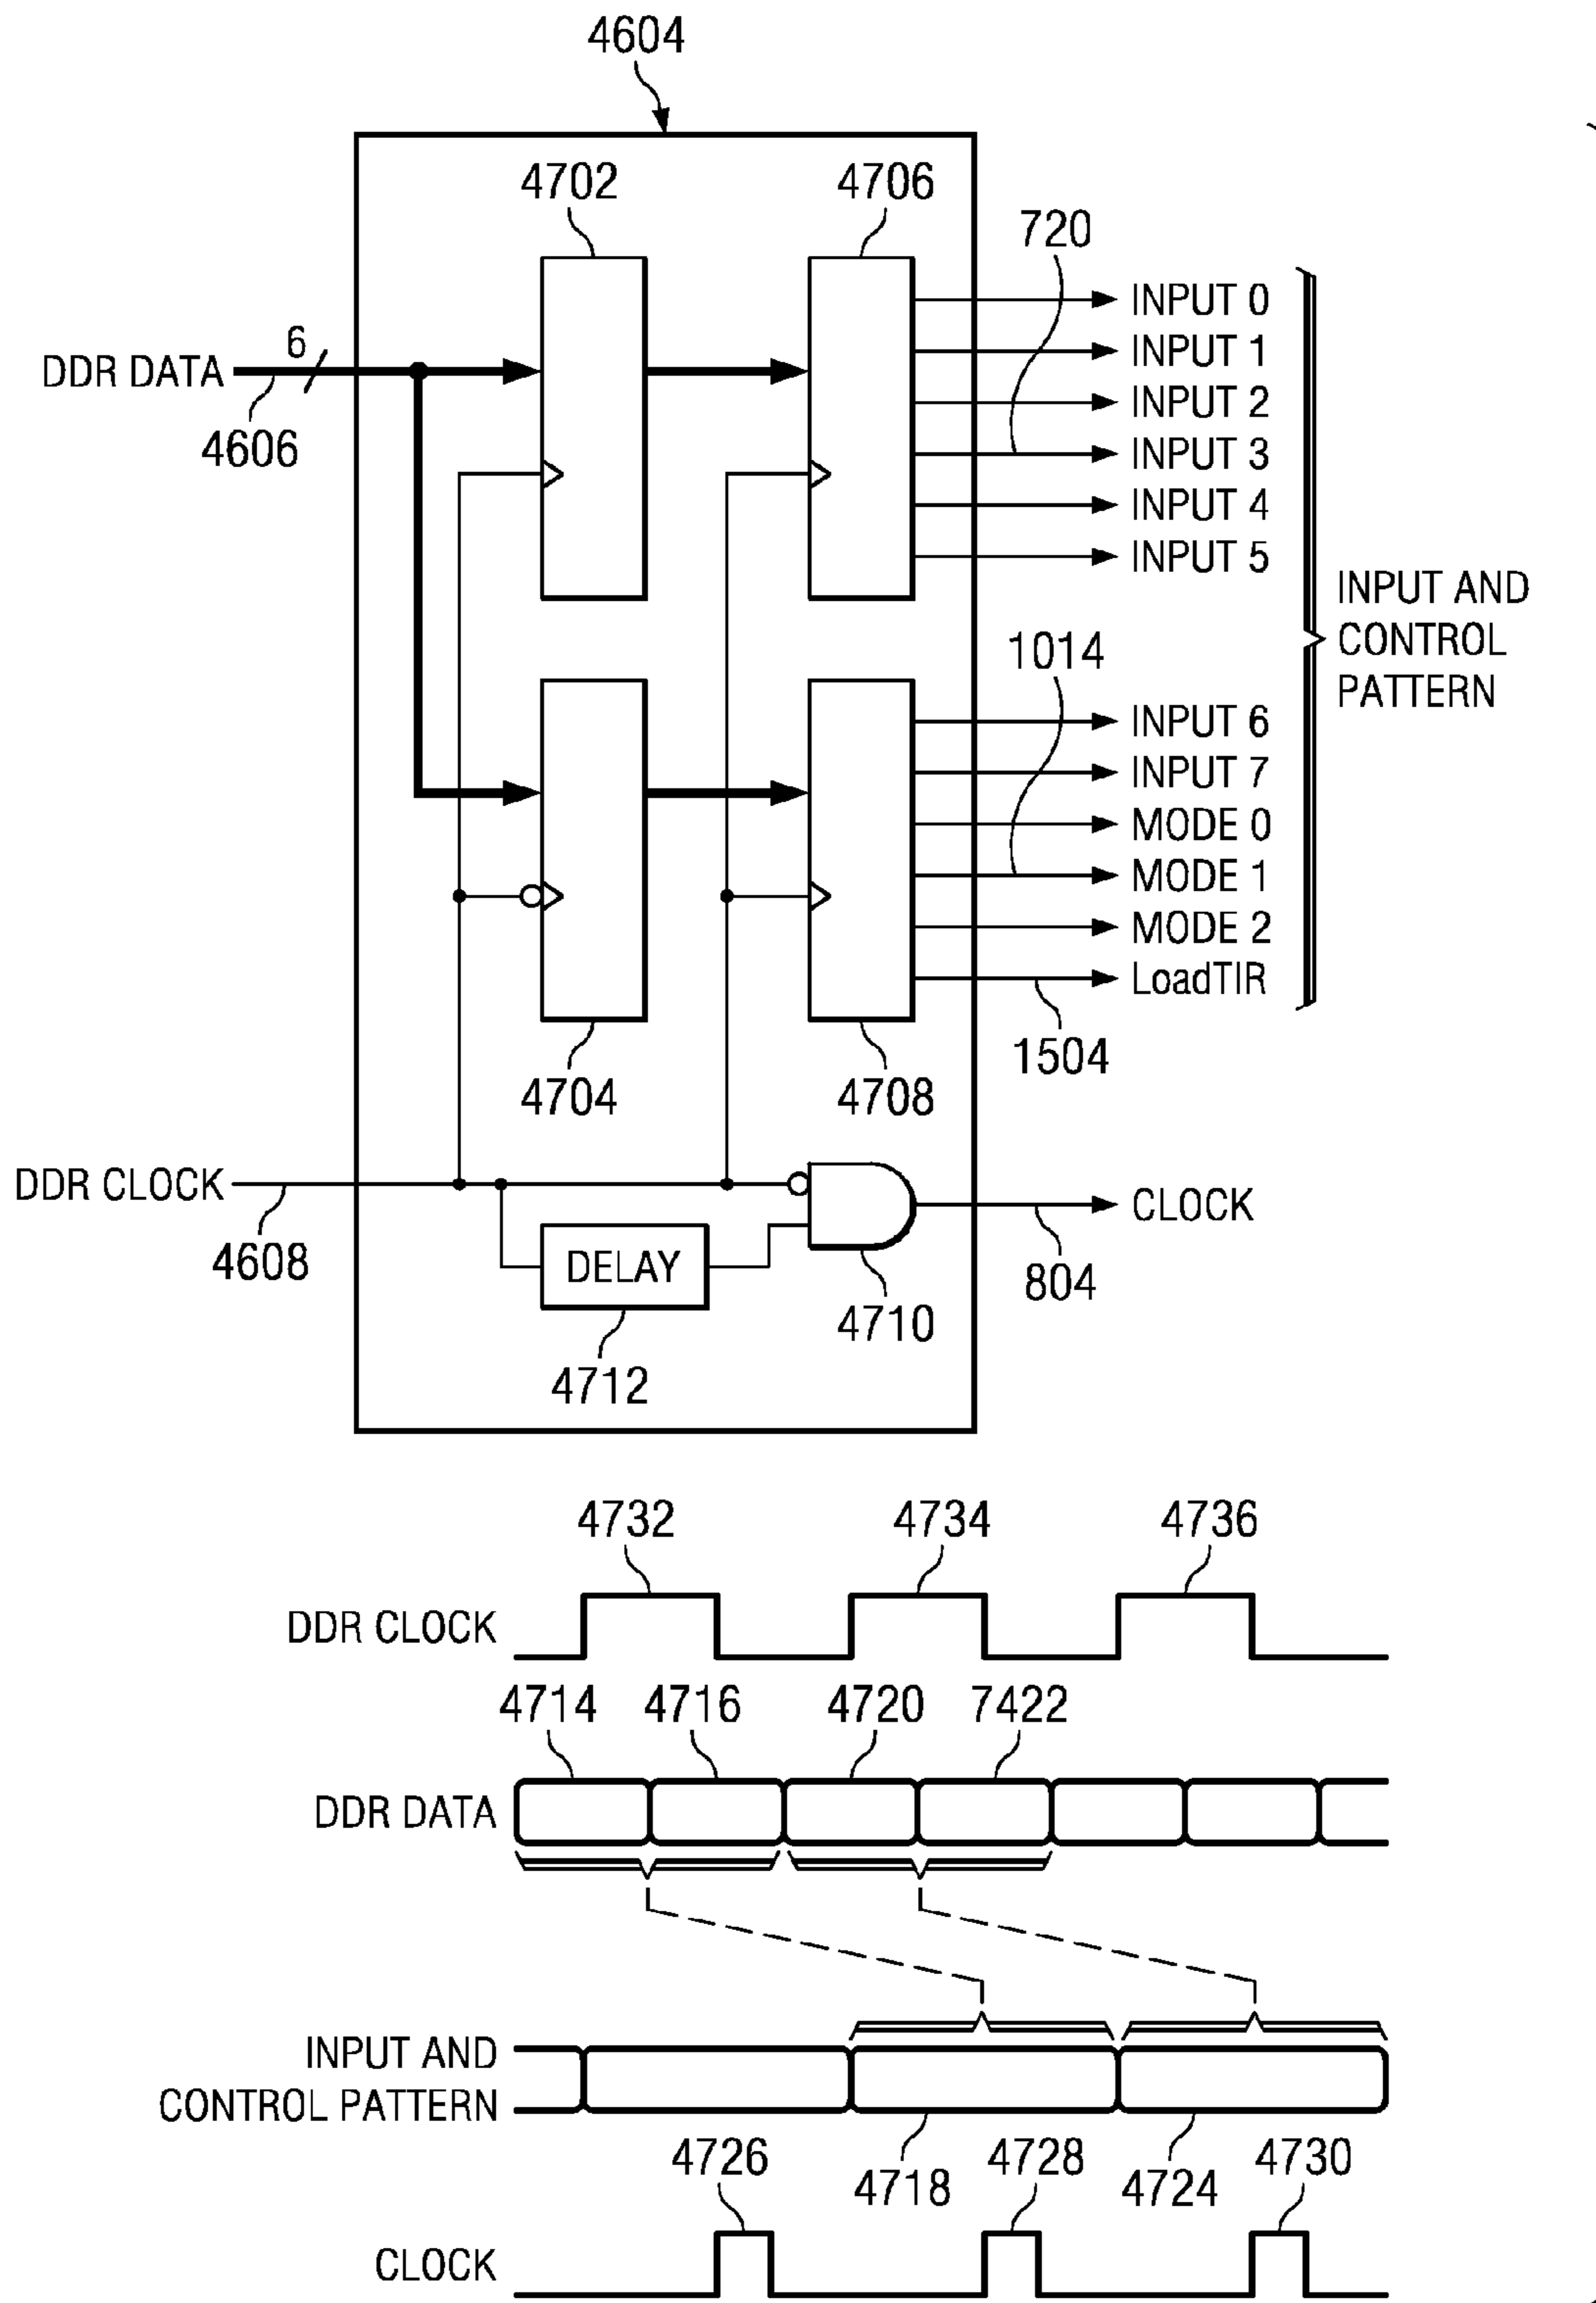 4604
4702
4706
720
INPUT 0
INPUT 1
6
DDR DATA
INPUT 2
4606
INPUT 3
INPUT 4
INPUT 5
INPUT AND
CONTROL
PATTERN
1014
INPUT 6
INPUT 7
MODE 0
MODE 1
MODE 2
LoadTIR
1504
4704
4708
DDR CLOCK
CLOCK
4608
DELAY
804
4710
4712
4732
4734
4736
DDR CLOCK
4714
4716
4720
7422
DDR DATA
INPUT AND
CONTROL PATTERN
4726
4718
4728
4724
4730
CLOCK